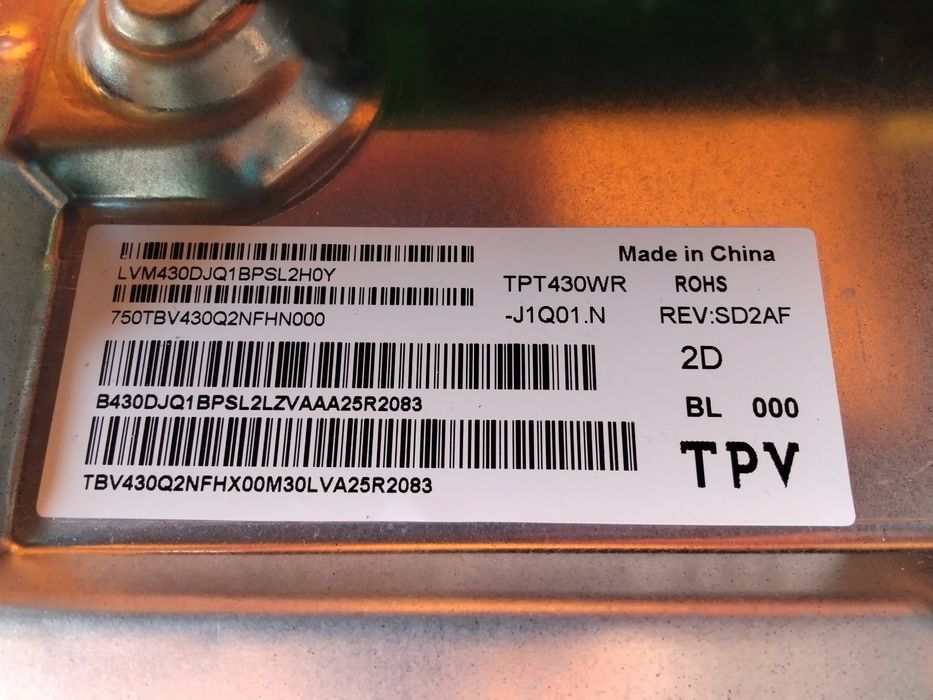 LVM430DJQ1BPSL2H0Y
750TBV430Q2NFHN000
B430DJQ1BPSL2LZVAAA25R2083
TBV430Q2NFHX00M30LVA25R2083
TPT430WR
-J1Q01.N
Made in China
ROHS
REV:SD2AF
2D
BL 000
TPV